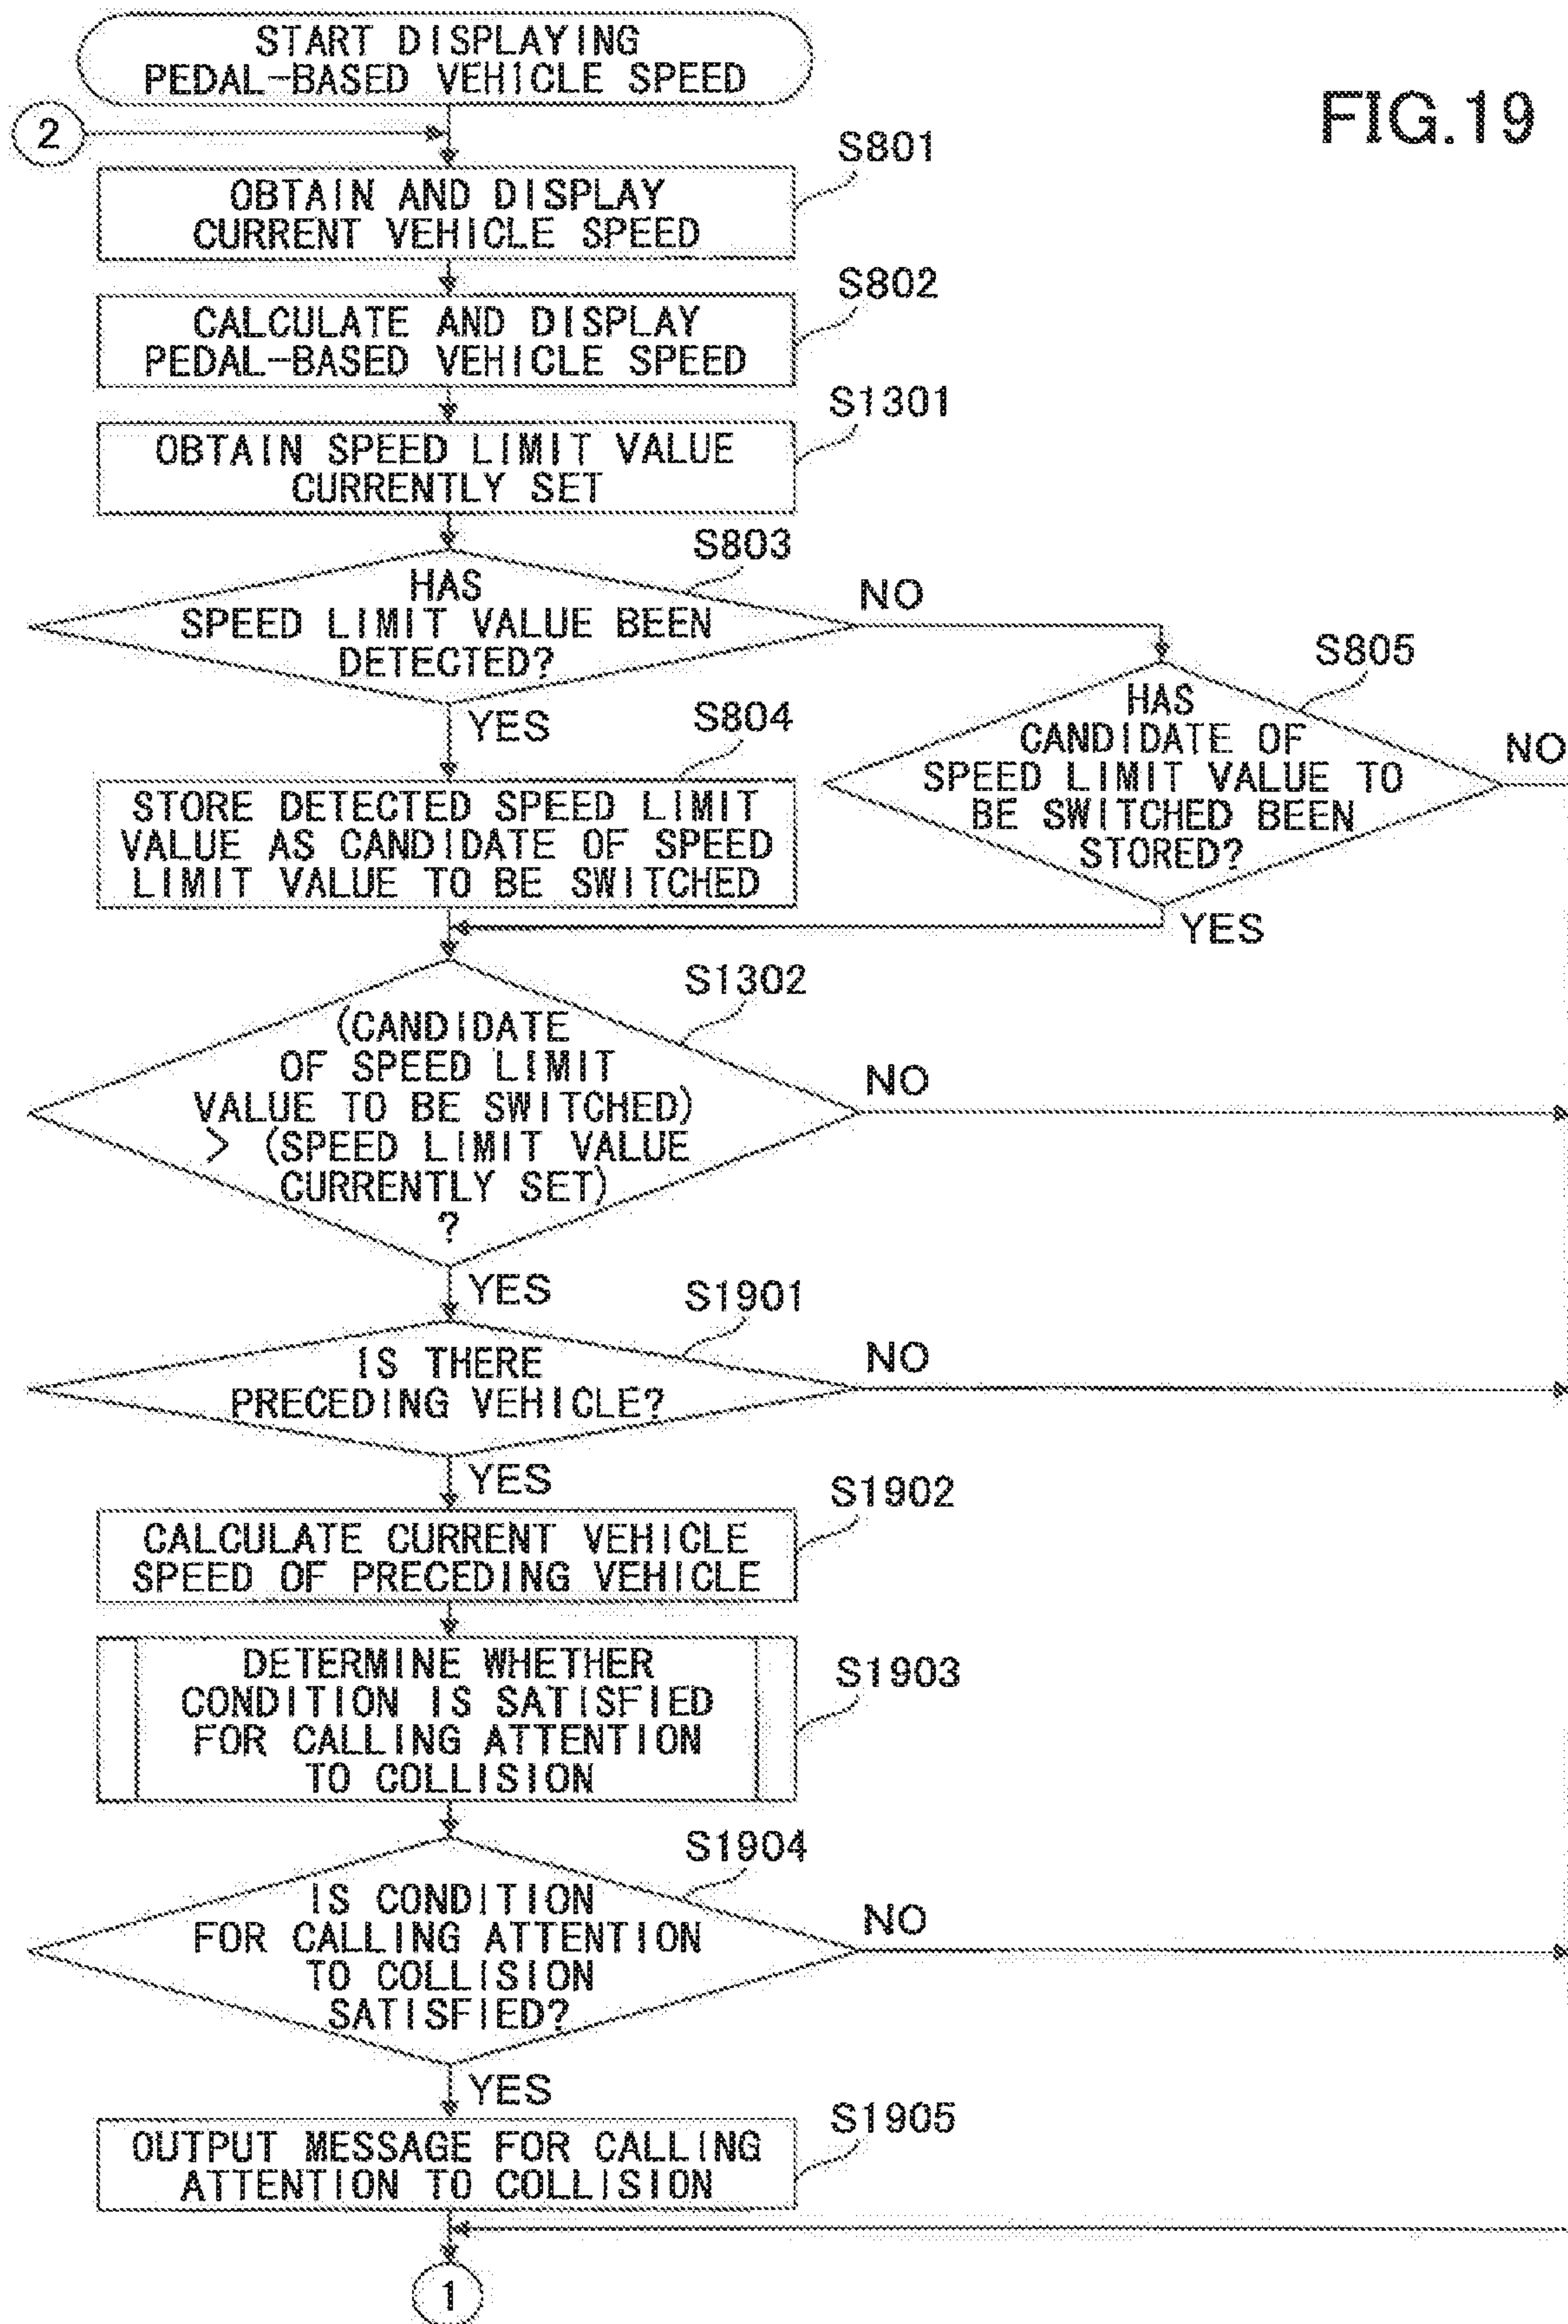 START DISPLAYING
PEDAL-BASED VEHICLE SPEED
FIG.19
2
S801
OBTAIN AND DISPLAY
CURRENT VEHICLE SPEED
S802
CALCULATE AND DISPLAY
PEDAL-BASED VEHICLE SPEED
S1301
OBTAIN SPEED LIMIT VALUE
CURRENTLY SET
S803
HAS
SPEED LIMIT VALUE BEEN
DETECTED?
NO
YES
S805
HAS
CANDIDATE OF
SPEED LIMIT VALUE TO
BE SWITCHED BEEN
STORED?
NO
YES
S804
STORE DETECTED SPEED LIMIT
VALUE AS CANDIDATE OF SPEED
LIMIT VALUE TO BE SWITCHED
S1302
(CANDIDATE
OF SPEED LIMIT
VALUE TO BE SWITCHED)
> (SPEED LIMIT VALUE
CURRENTLY SET)
?
NO
YES
S1901
IS THERE
PRECEDING VEHICLE?
NO
YES
S1902
CALCULATE CURRENT VEHICLE
SPEED OF PRECEDING VEHICLE
S1903
DETERMINE WHETHER
CONDITION IS SATISFIED
FOR CALLING ATTENTION
TO COLLISION
S1904
IS CONDITION
FOR CALLING ATTENTION
TO COLLISION
SATISFIED?
NO
YES
S1905
OUTPUT MESSAGE FOR CALLING
ATTENTION TO COLLISION
1